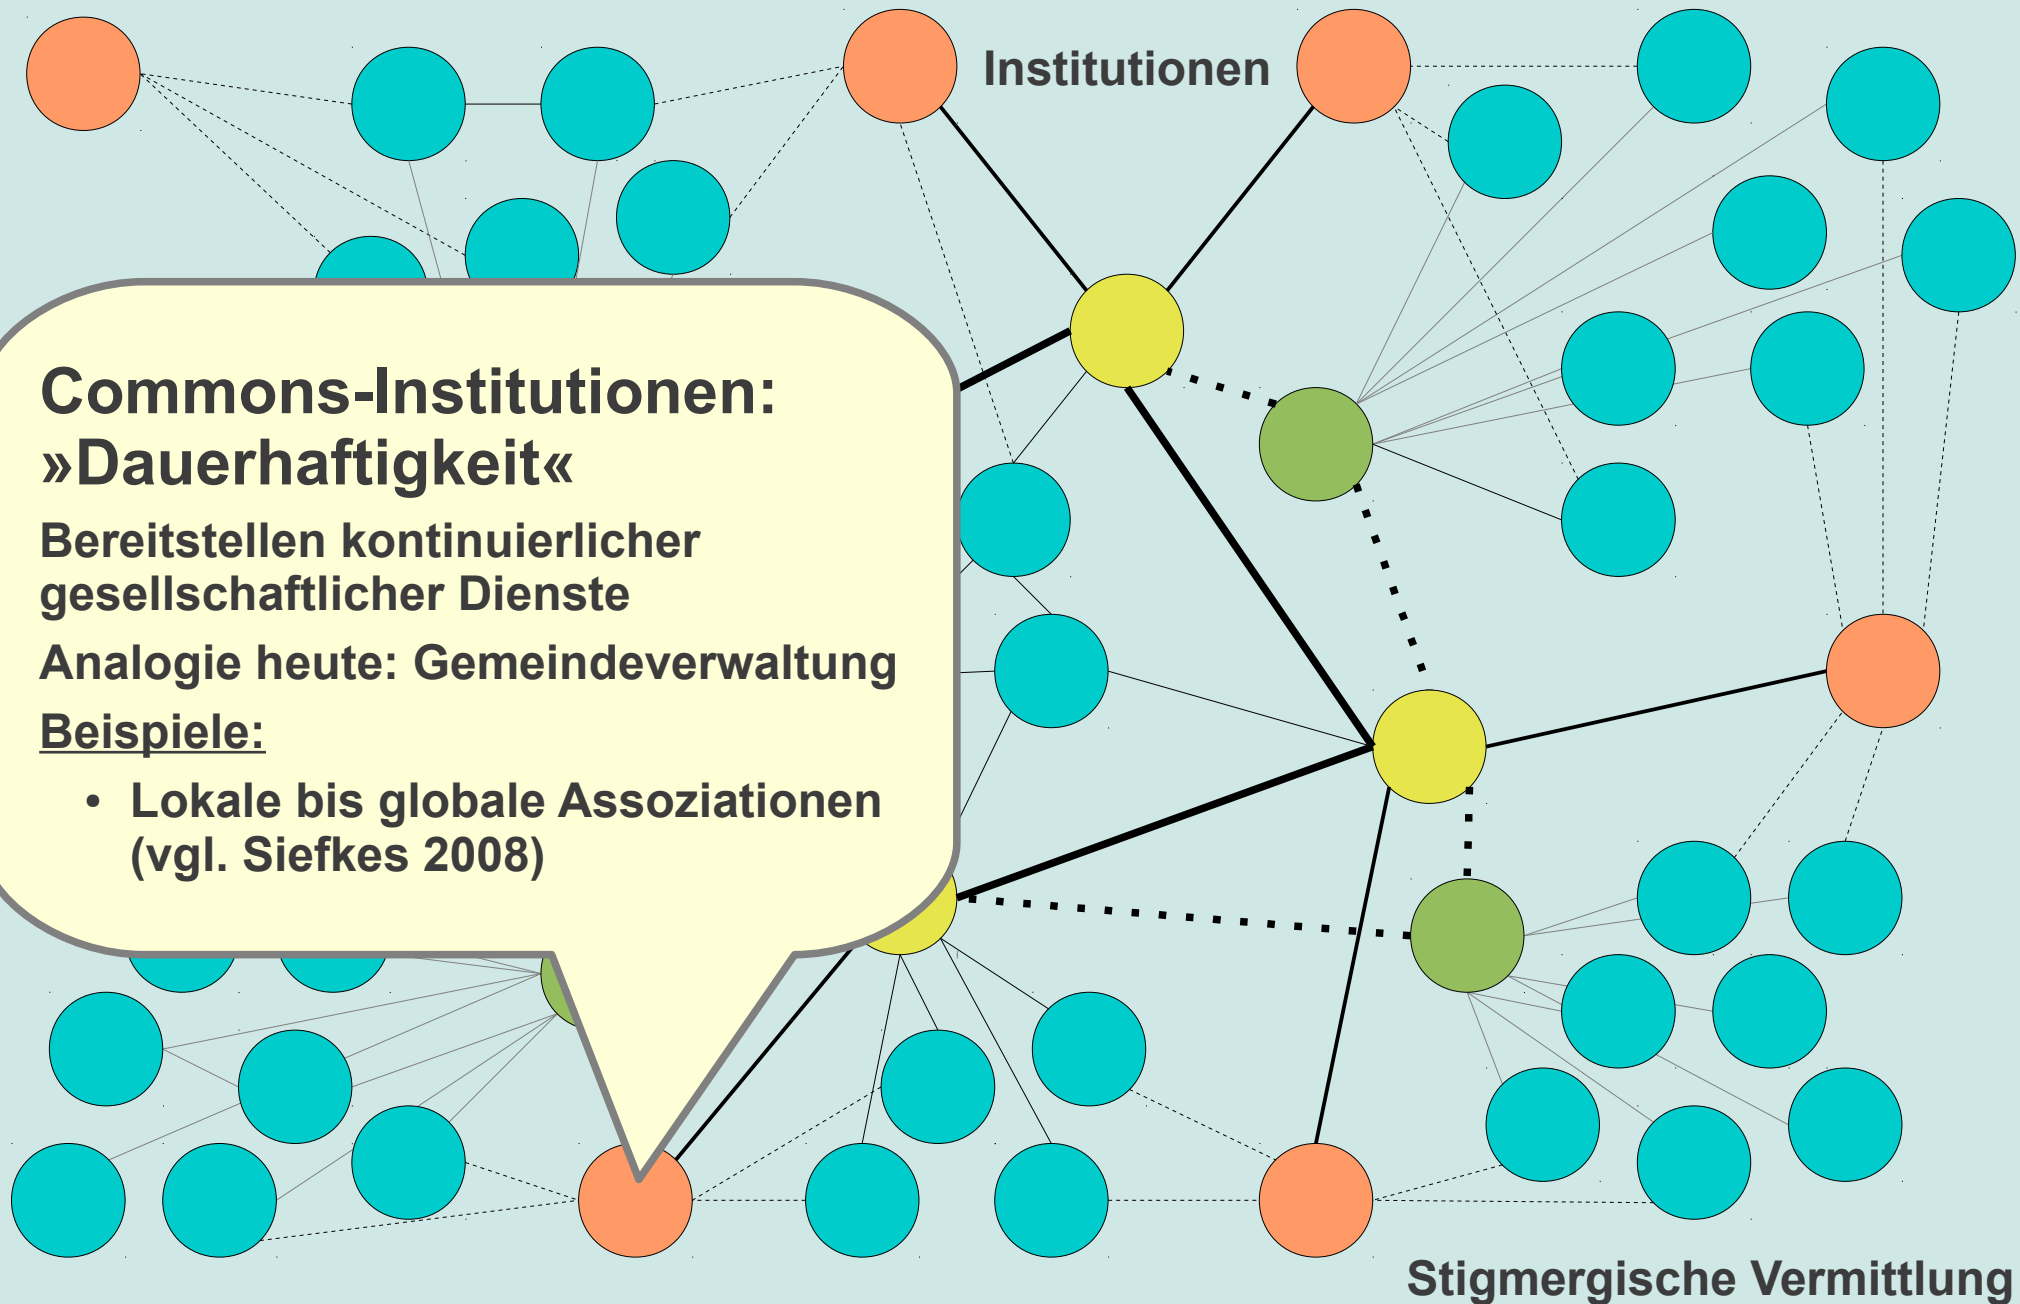 Institutionen
Commons-Institutionen:
»Dauerhaftigkeit«
Bereitstellen kontinuierlicher
gesellschaftlicher Dienste
Analogie heute: Gemeindeverwaltung
Beispiele:
• Lokale bis globale Assoziationen
(vgl. Siefkes 2008)
Stigmergische Vermittlung